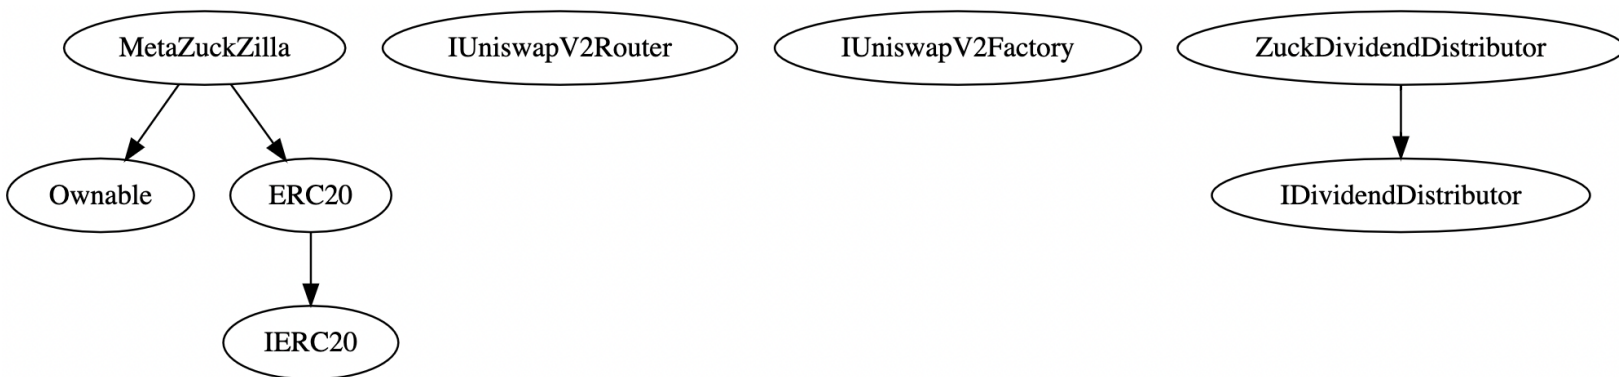 MetaZuckZilla
IUniswapV2Router
IUniswapV2Factory
ZuckDividendDistributor
Ownable
ERC20
IDividendDistributor
IERC20